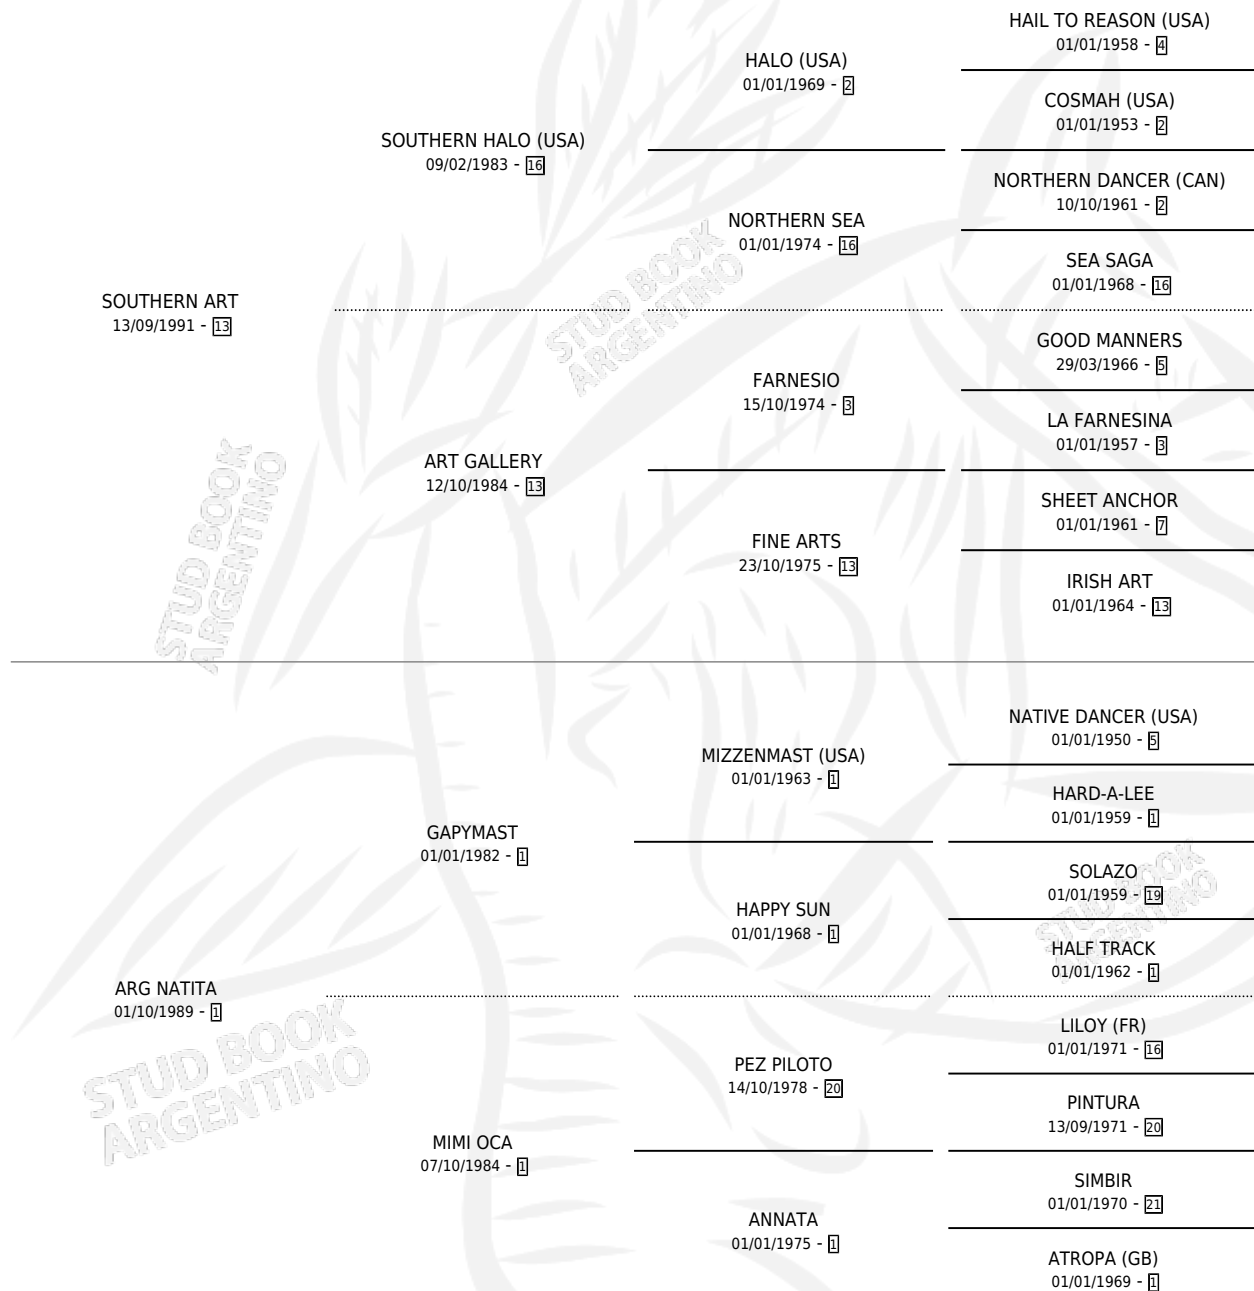 HAIL TO REASON (USA)
01/01/1958 - 4
HALO (USA)
01/01/1969 - 2
COSMAH (USA)
01/01/1953 - 2
SOUTHERN HALO (USA)
09/02/1983 - 16
NORTHERN DANCER (CAN)
10/10/1961 - 2
NORTHERN SEA
01/01/1974 - 16
SEA SAGA
01/01/1968 - 16
SOUTHERN ART
13/09/1991 - 13
STUD BOOK
ARGENTINO
GOOD MANNERS
29/03/1966 - 5
FARNESIO
15/10/1974 - 3
LA FARNESINA
01/01/1957 - 3
ART GALLERY
12/10/1984 - 13
SHEET ANCHOR
01/01/1961 - 7
FINE ARTS
23/10/1975 - 13
IRISH ART
01/01/1964 - 13
STUD BOOK
ARGENTINO
NATIVE DANCER (USA)
01/01/1950 - 5
MIZZENMAST (USA)
01/01/1963 - 1
HARD-A-LEE
01/01/1959 - 1
GAPYMAST
01/01/1982 - 1
SOLAZO
01/01/1959 - 19
STUD BOOK
ARGENTINO
HAPPY SUN
01/01/1968 - 1
HALF TRACK
01/01/1962 - 1
ARG NATITA
01/10/1989 - 1
STUD BOOK
ARGENTINO
LILOY (FR)
01/01/1971 - 16
PEZ PILOTO
14/10/1978 - 20
PINTURA
13/09/1971 - 20
MIMI OCA
07/10/1984 - 1
SIMBIR
01/01/1970 - 21
ANNATA
01/01/1975 - 1
ATROPA (GB)
01/01/1969 - 1